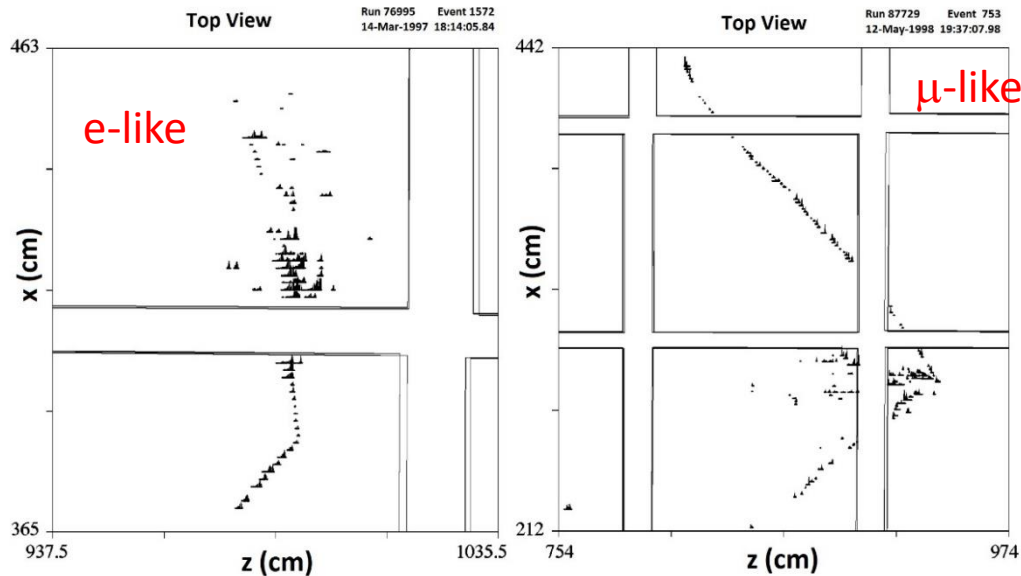 Top View
Run 76995 Event 1572
14-Mar-1997 18:14:05.84
463
e-like
x (cm)
365
937.5
z (cm)
1035.5
Top View
Run 87729 Event 753
12-May-1998 19:37:07.98
442
μ-like
x (cm)
212
754
z (cm)
974